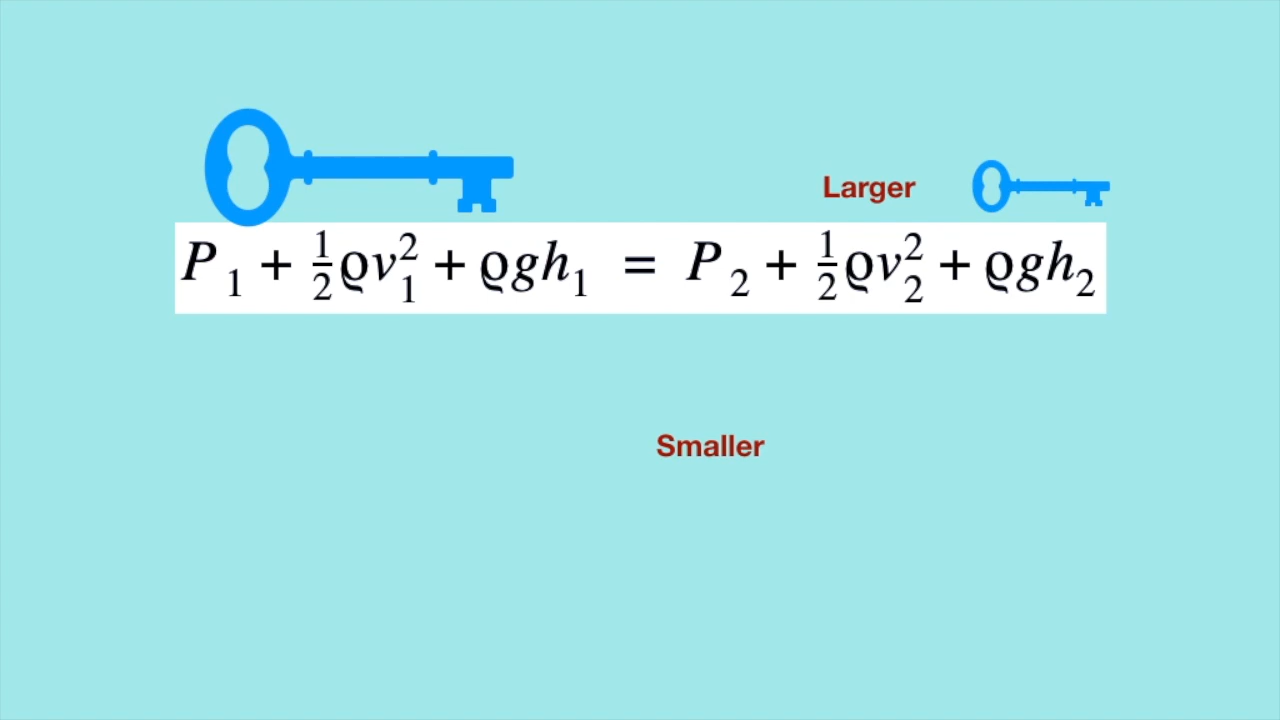 Larger
P₁ + ½ϱv₁² + ϱgh₁ = P₂ + ½ϱv₂² + ϱgh₂
Smaller